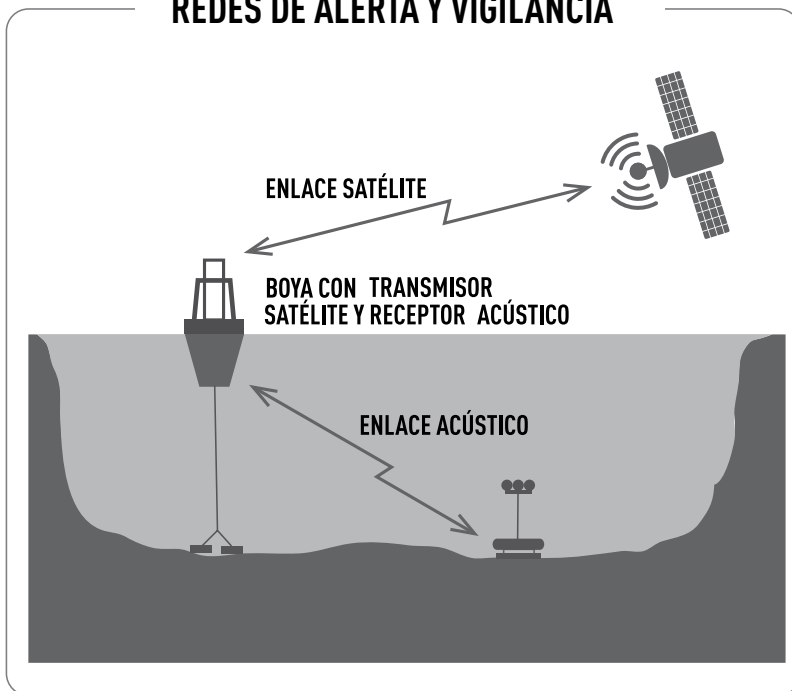 REDES DE ALERTA Y VIGILANCIA
ENLACE SATÉLITE
BOYA CON TRANSMISOR
SATÉLITE Y RECEPTOR ACÚSTICO
ENLACE ACÚSTICO